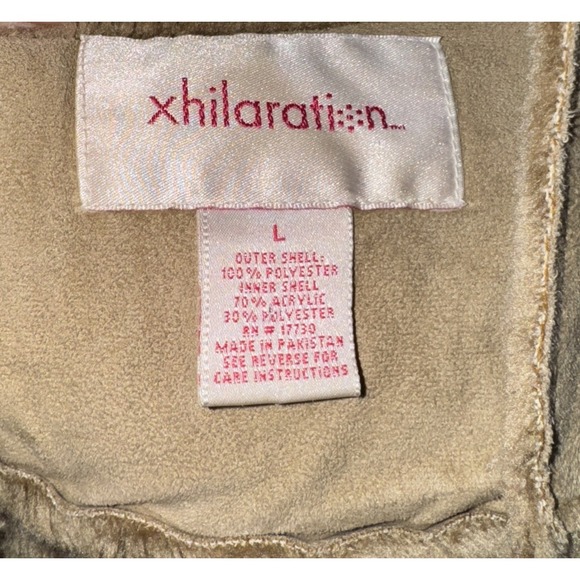 xhilaration
L
OUTER SHELL:
100% POLYESTER
INNER SHELL
70% ACRYLIC
30% POLYESTER
RN # 17730
MADE IN PAKISTAN
SEE REVERSE FOR
CARE INSTRUCTIONS